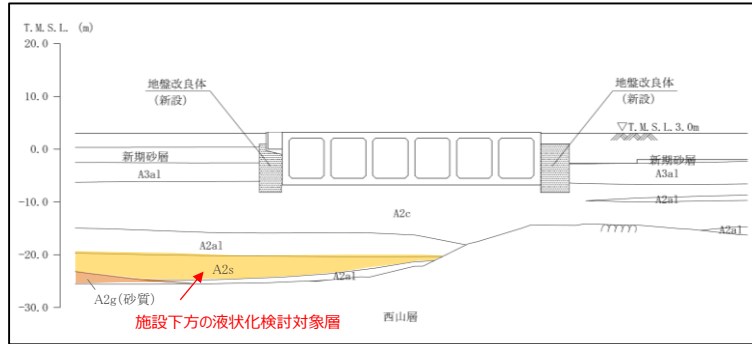 T.M.S.L. (m)
20.0
地盤改良体
(新設)
地盤改良体
(新設)
10.0
▽T.M.S.L.3.0m
0.0
新期砂層
新期砂層
A3al
A3al
-10.0
A2c
A2al
A2al
A2al
-20.0
A2s
A2al
A2g(砂質)
-30.0
施設下方の液状化検討対象層
西山層